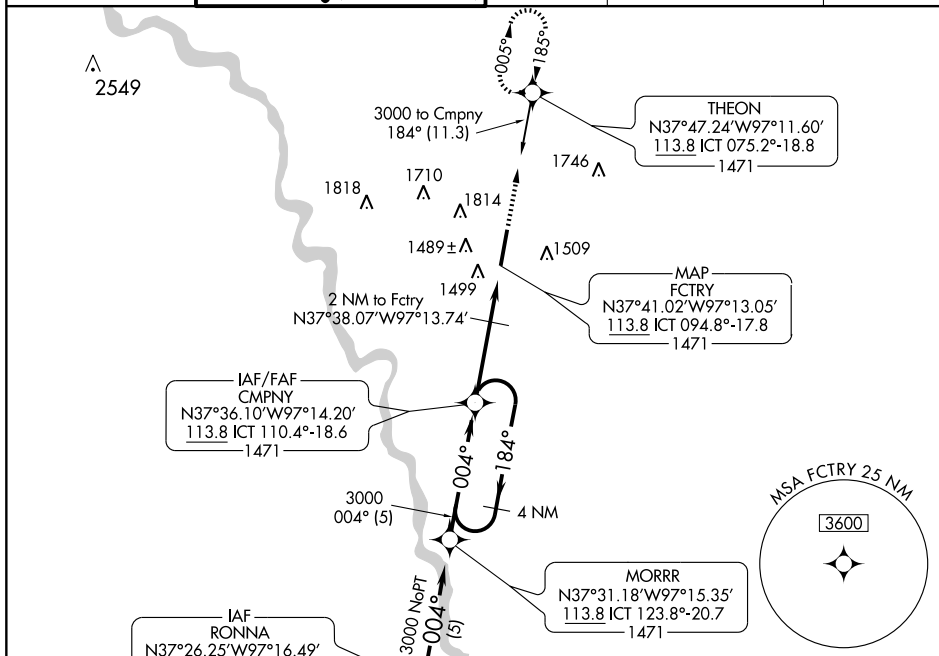 2549
005°
185°
3000 to Cmpny
184° (11.3)
THEON
N37°47.24'W97°11.60'
113.8 ICT 075.2°-18.8
1471
1746
1710
1818
1814
1489±
1509
1499
MAP
FCTRY
N37°41.02'W97°13.05'
113.8 ICT 094.8°-17.8
1471
2 NM to Fctry
N37°38.07'W97°13.74'
IAF/FAF
CMPNY
N37°36.10'W97°14.20'
113.8 ICT 110.4°-18.6
1471
004°
184°
3000
004° (5)
4 NM
MSA FCTRY 25 NM
3600
MORRR
N37°31.18'W97°15.35'
113.8 ICT 123.8°-20.7
1471
3000 NoPT
004°
(5)
IAF
RONNA
N37°26.25'W97°16.49'